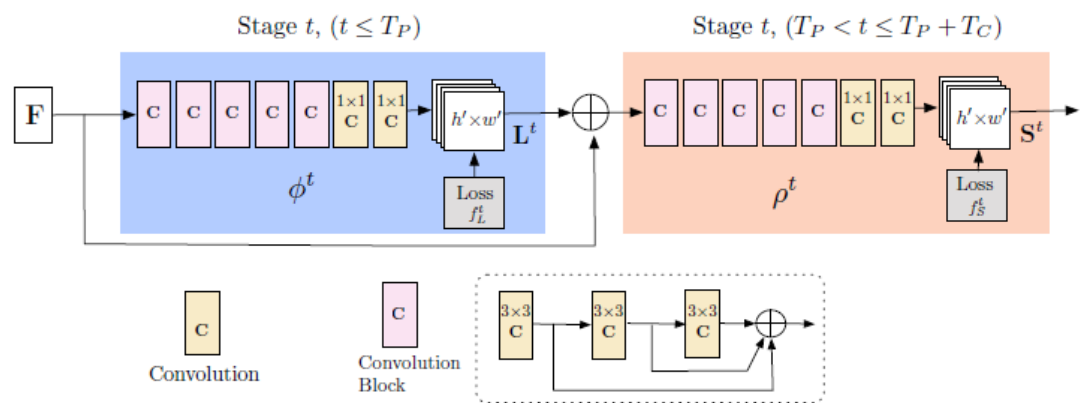 Stage t, (t ≤ T_P)
Stage t, (T_P < t ≤ T_P + T_C)
F
C C C C C 1×1 C 1×1 C
h′×w′
L^t
Loss
f_L^t
ϕ^t
C C C C C 1×1 C 1×1 C
h′×w′
S^t
Loss
f_S^t
ρ^t
C
Convolution
C
Convolution
Block
3×3 3×3 3×3
C C C